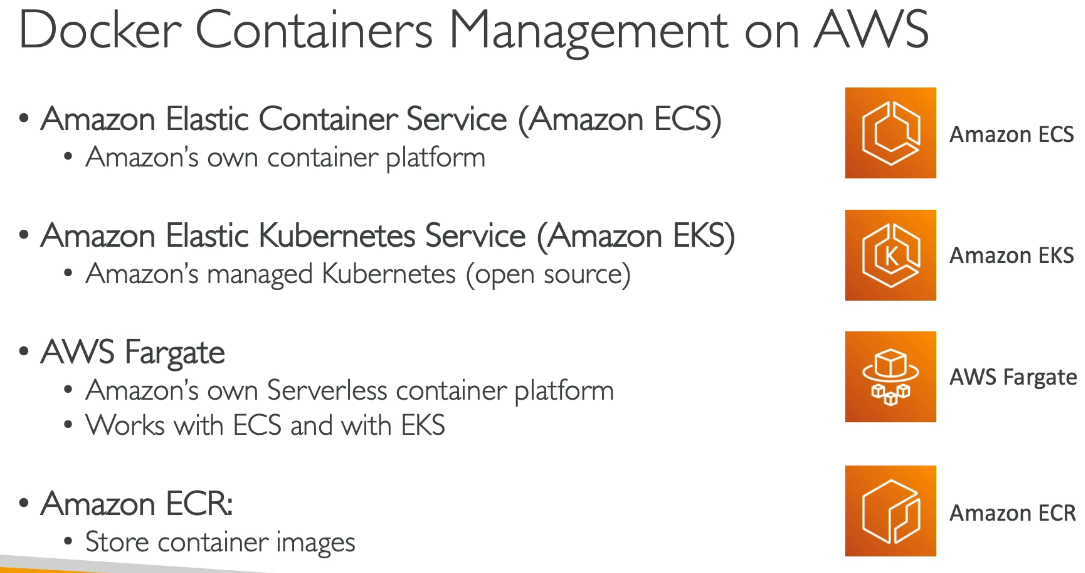 Docker Containers Management on AWS
• Amazon Elastic Container Service (Amazon ECS)
• Amazon's own container platform
Amazon ECS
• Amazon Elastic Kubernetes Service (Amazon EKS)
• Amazon's managed Kubernetes (open source)
K
Amazon EKS
• AWS Fargate
• Amazon's own Serverless container platform
• Works with ECS and with EKS
AWS Fargate
• Amazon ECR:
• Store container images
Amazon ECR